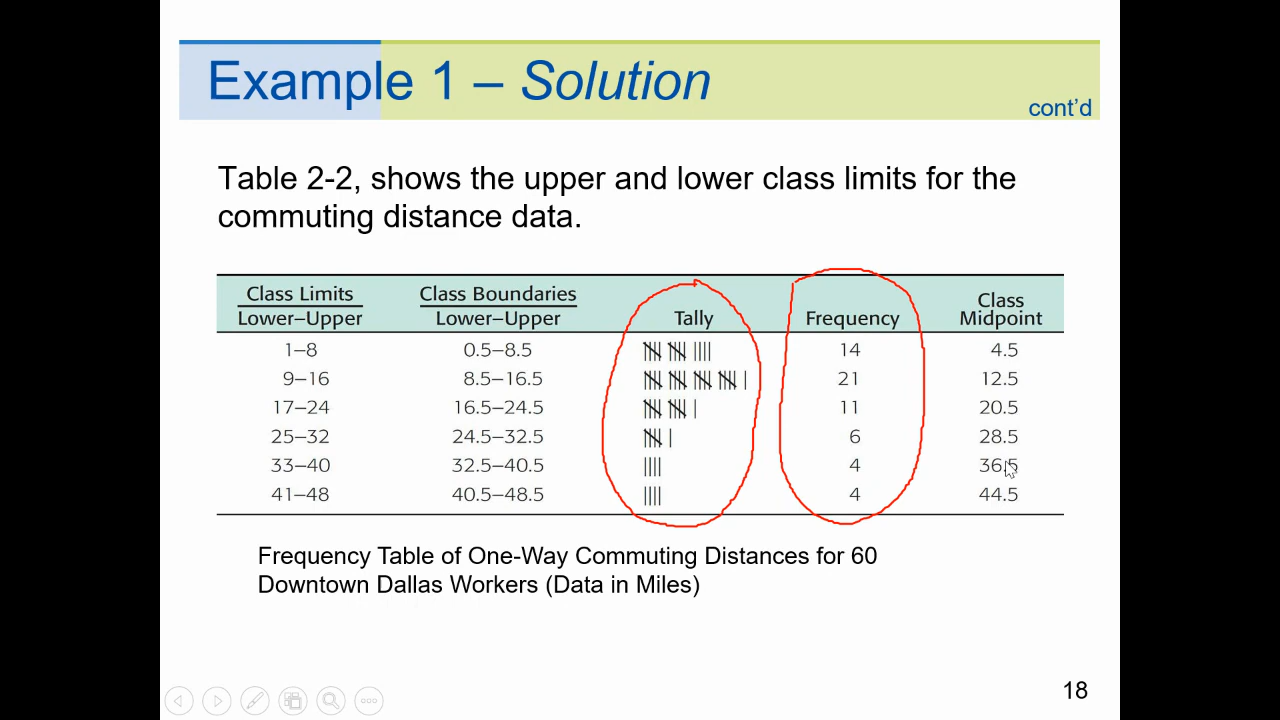 Example 1 – Solution
cont'd
Table 2-2, shows the upper and lower class limits for the
commuting distance data.
Class Limits Class Boundaries Class
Lower–Upper Lower–Upper Tally Frequency Midpoint
1–8 0.5–8.5 14 4.5
9–16 8.5–16.5 21 12.5
17–24 16.5–24.5 11 20.5
25–32 24.5–32.5 6 28.5
33–40 32.5–40.5 4 36.5
41–48 40.5–48.5 4 44.5
Frequency Table of One-Way Commuting Distances for 60
Downtown Dallas Workers (Data in Miles)
18